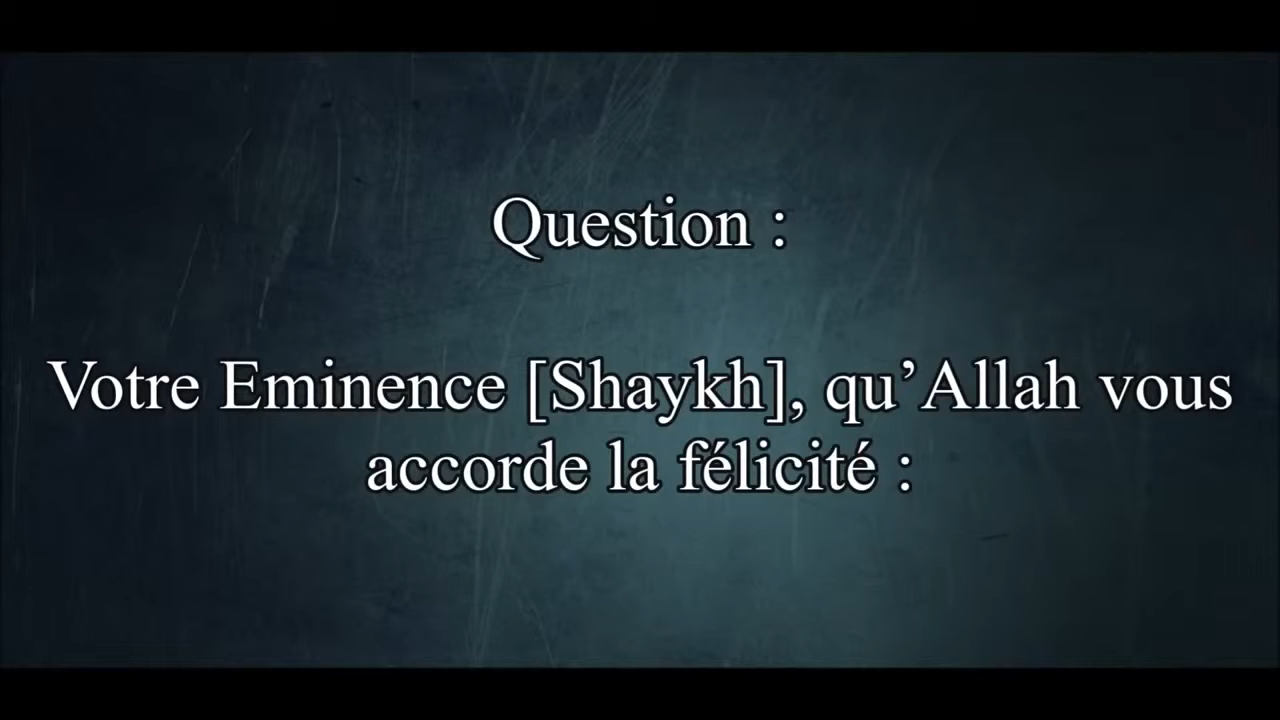 Question :
Votre Eminence [Shaykh], qu’Allah vous
accorde la félicité :